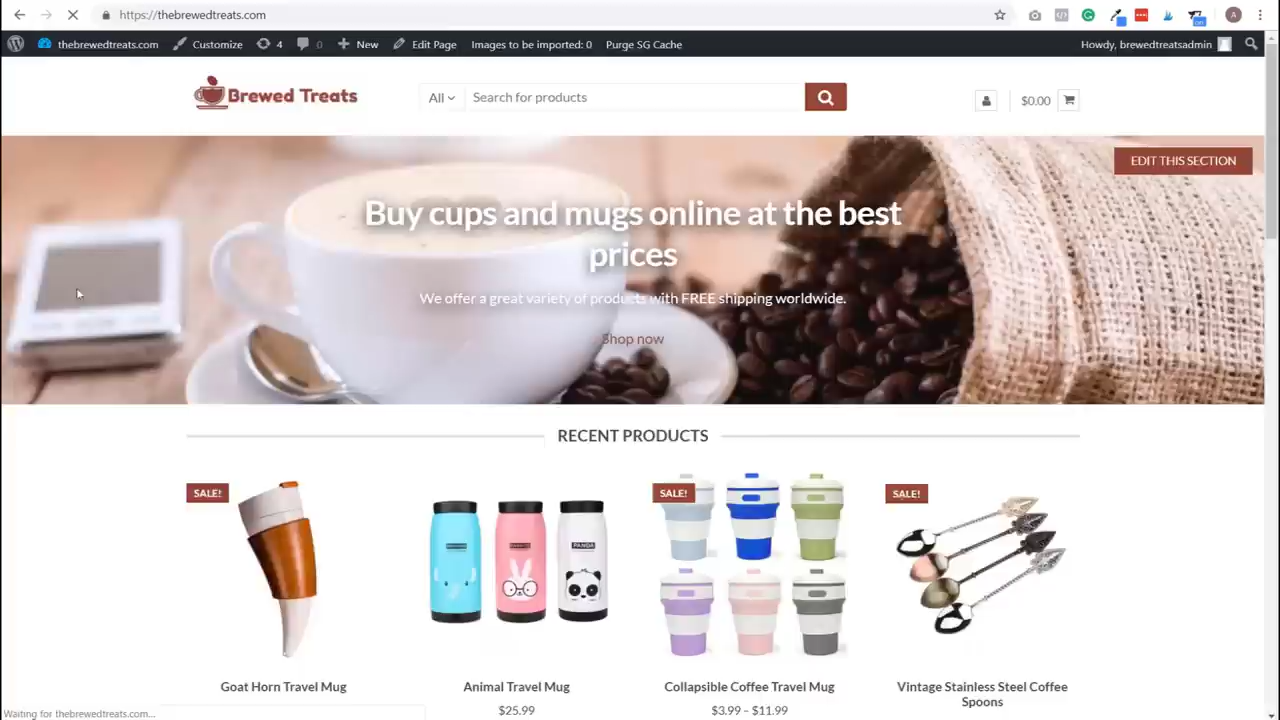 https://thebrewedtreats.com
thebrewedtreats.com Customize 4 0 New Edit Page Images to be imported: 0 Purge SG Cache Howdy, brewedtreatsadmin
Brewed Treats All Search for products $0.00
EDIT THIS SECTION
Buy cups and mugs online at the best
prices
We offer a great variety of products with FREE shipping worldwide.
Shop now
RECENT PRODUCTS
SALE! SALE! SALE!
PANDA
Goat Horn Travel Mug Animal Travel Mug Collapsible Coffee Travel Mug Vintage Stainless Steel Coffee
Spoons
$25.99 $3.99 – $11.99
Waiting for thebrewedtreats.com...